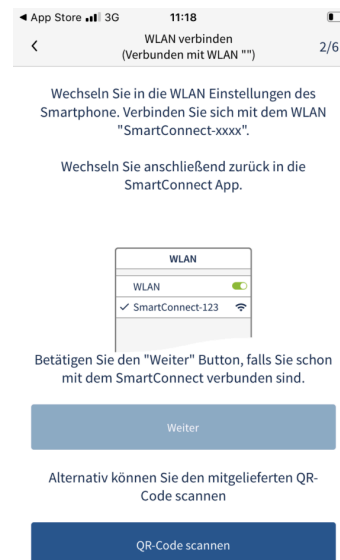 App Store 3G 11:18
WLAN verbinden
(Verbunden mit WLAN "")
2/6
Wechseln Sie in die WLAN Einstellungen des
Smartphone. Verbinden Sie sich mit dem WLAN
"SmartConnect-xxxx".
Wechseln Sie anschließend zurück in die
SmartConnect App.
WLAN
WLAN
SmartConnect-123
Betätigen Sie den "Weiter" Button, falls Sie schon
mit dem SmartConnect verbunden sind.
Weiter
Alternativ können Sie den mitgelieferten QR-
Code scannen
QR-Code scannen